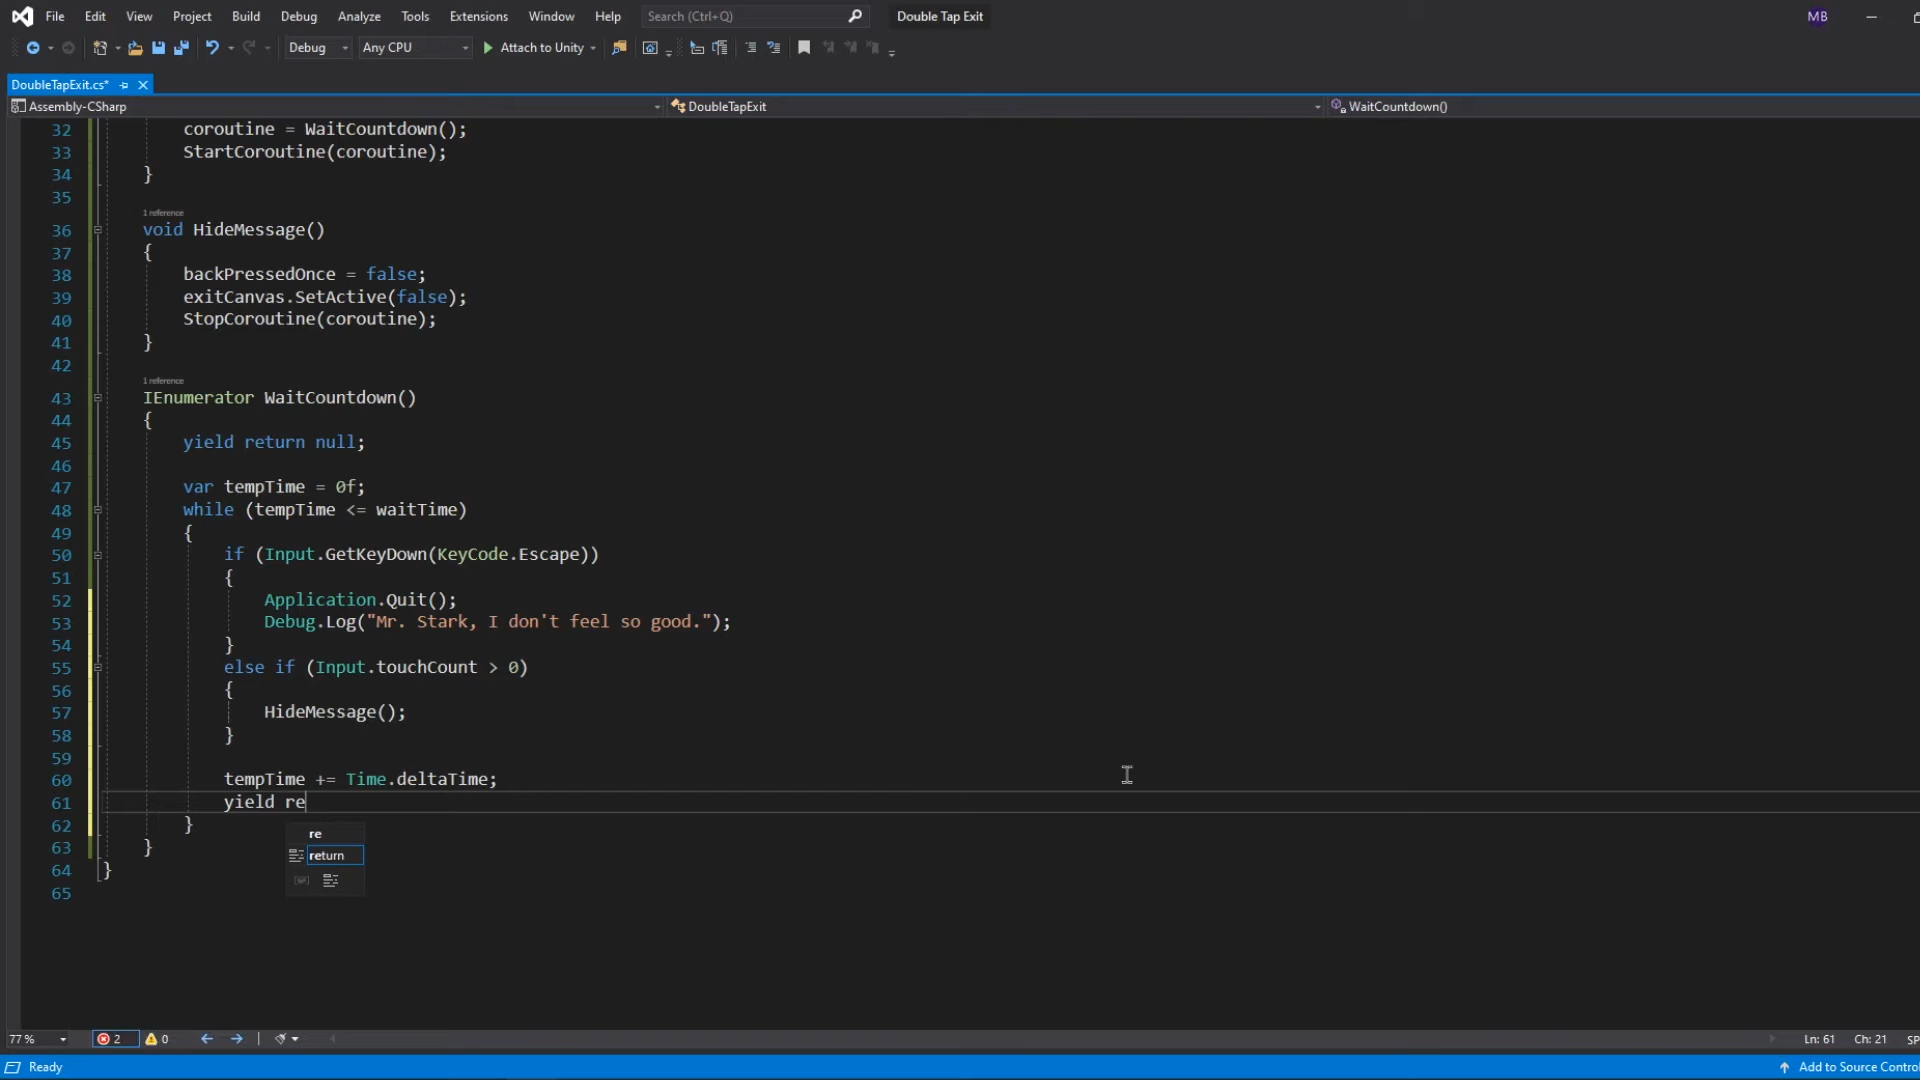 File Edit View Project Build Debug Analyze Tools Extensions Window Help Search (Ctrl+Q) Double Tap Exit MB
Debug Any CPU Attach to Unity
DoubleTapExit.cs*
Assembly-CSharp DoubleTapExit WaitCountdown()
32 coroutine = WaitCountdown();
33 StartCoroutine(coroutine);
34 }
35
1 reference
36 void HideMessage()
37 {
38 backPressedOnce = false;
39 exitCanvas.SetActive(false);
40 StopCoroutine(coroutine);
41 }
42
1 reference
43 IEnumerator WaitCountdown()
44 {
45 yield return null;
46
47 var tempTime = 0f;
48 while (tempTime <= waitTime)
49 {
50 if (Input.GetKeyDown(KeyCode.Escape))
51 {
52 Application.Quit();
53 Debug.Log("Mr. Stark, I don't feel so good.");
54 }
55 else if (Input.touchCount > 0)
56 {
57 HideMessage();
58 }
59
60 tempTime += Time.deltaTime;
61 yield re
62 }
re
63 }
return
64 }
65
77 % 2 0 Ln: 61 Ch: 21 SP
Ready Add to Source Contro